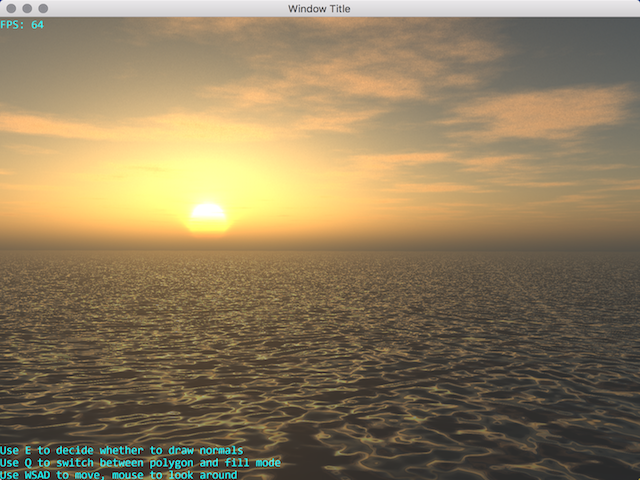 Window Title
FPS: 64
Use E to decide whether to draw normals
Use Q to switch between polygon and fill mode
Use WSAD to move, mouse to look around